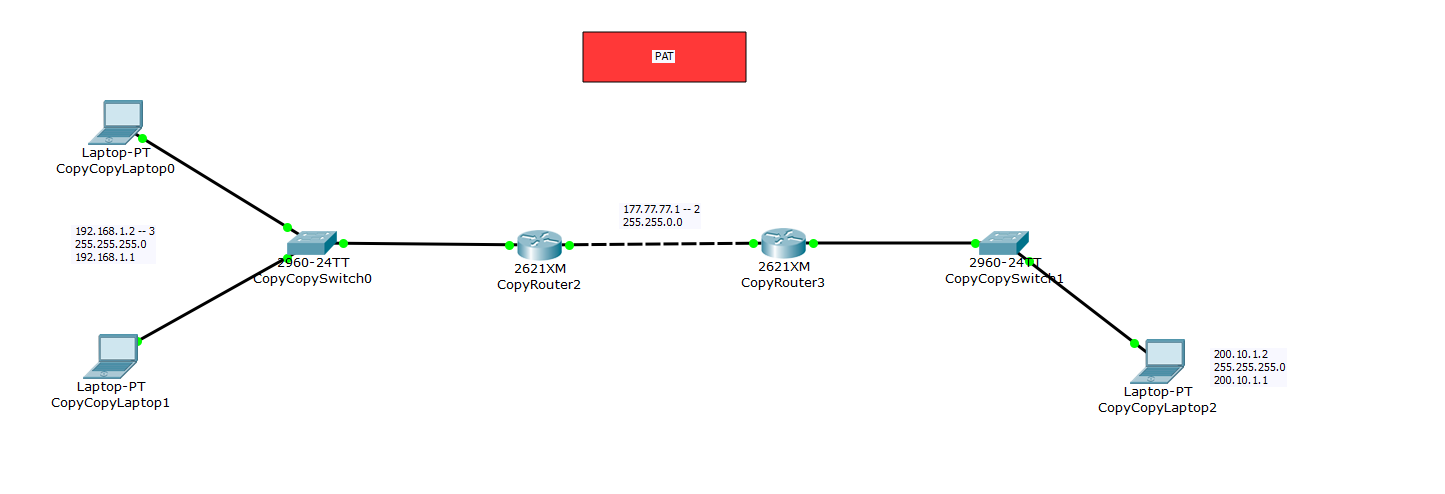 PAT
Laptop-PT
CopyCopyLaptop0
192.168.1.2 -- 3
255.255.255.0
192.168.1.1
Laptop-PT
CopyCopyLaptop1
2960-24TT
CopyCopySwitch0
2621XM
CopyRouter2
177.77.77.1 -- 2
255.255.0.0
2621XM
CopyRouter3
2960-24TT
CopyCopySwitch1
Laptop-PT
CopyCopyLaptop2
200.10.1.2
255.255.255.0
200.10.1.1